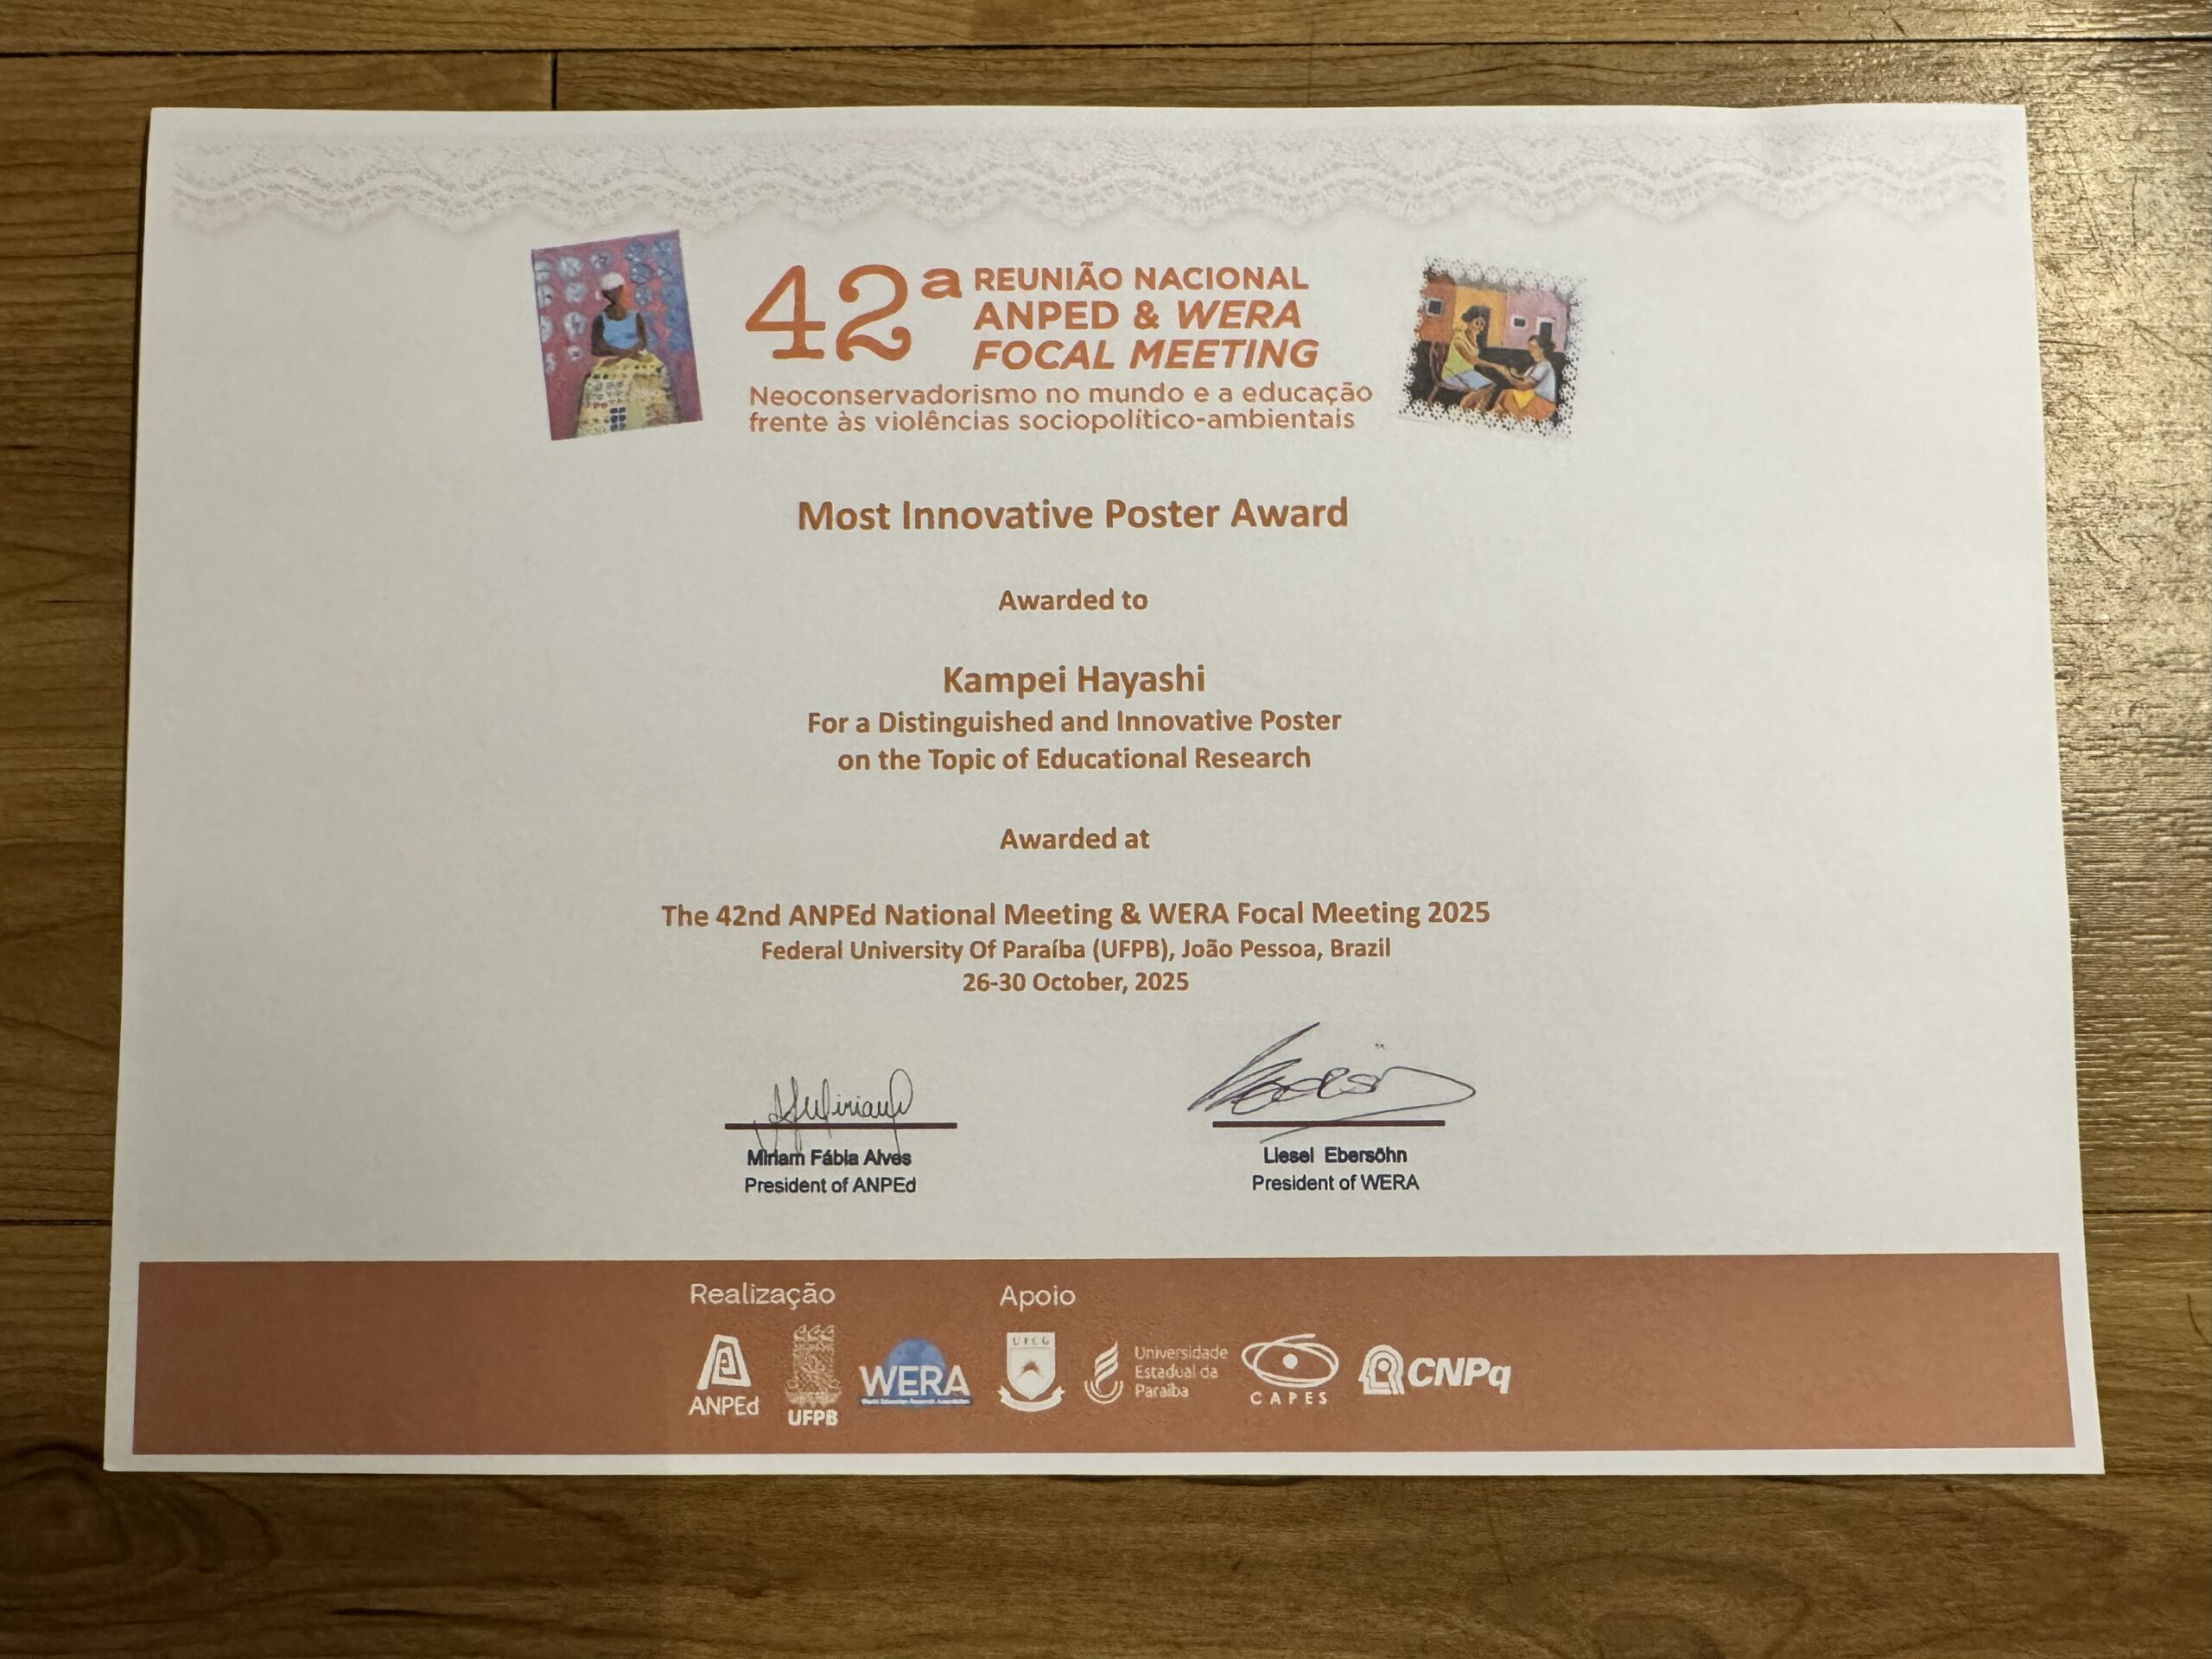 42ª REUNIÃO NACIONAL
ANPED & WERA
FOCAL MEETING
Neoconservadorismo no mundo e a educação
frente às violências sociopolítico-ambientais
Most Innovative Poster Award
Awarded to
Kampei Hayashi
For a Distinguished and Innovative Poster
on the Topic of Educational Research
Awarded at
The 42nd ANPEd National Meeting & WERA Focal Meeting 2025
Federal University Of Paraíba (UFPB), João Pessoa, Brazil
26-30 October, 2025
Miriam Fábia Alves
President of ANPEd
Liesel Ebersöhn
President of WERA
Realização
Apoio
ANPEd
UFPB
WERA
World Education Research Association
UFCG
Universidade
Estadual da
Paraíba
CAPES
CNPq